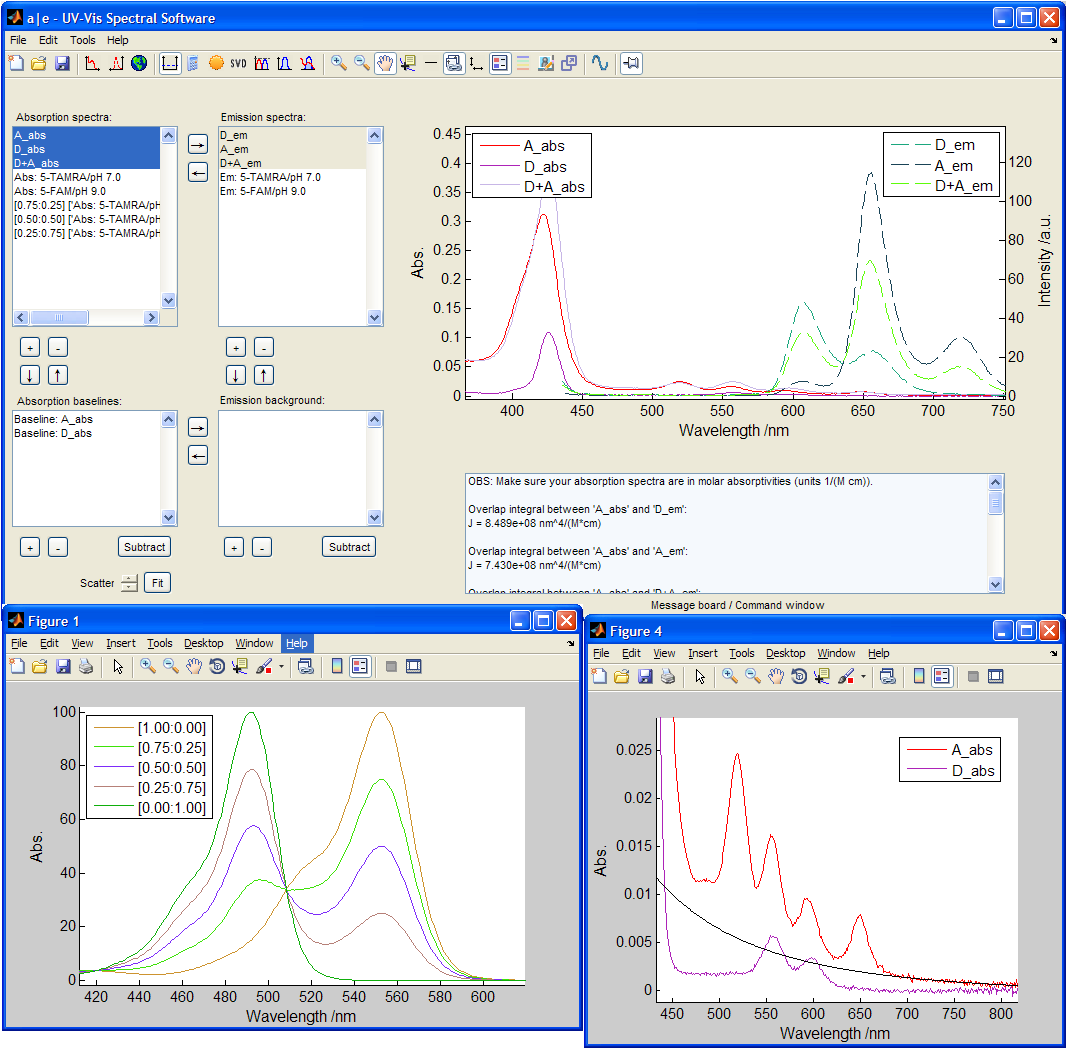 a|e - UV-Vis Spectral Software
File Edit Tools Help
SVD
Absorption spectra:
A_abs
D_abs
D+A_abs
Abs: 5-TAMRA/pH 7.0
Abs: 5-FAM/pH 9.0
[0.75:0.25] ['Abs: 5-TAMRA/pH
[0.50:0.50] ['Abs: 5-TAMRA/pH
[0.25:0.75] ['Abs: 5-TAMRA/pH
→
←
Emission spectra:
D_em
A_em
D+A_em
Em: 5-TAMRA/pH 7.0
Em: 5-FAM/pH 9.0
+ -
↓ ↑
+ -
↓ ↑
Absorption baselines:
Baseline: A_abs
Baseline: D_abs
→
←
Emission background:
+ - Subtract
+ - Subtract
Scatter Fit
A_abs
D_abs
D+A_abs
D_em
A_em
D+A_em
0.45
0.4
0.35
0.3
0.25
0.2
0.15
0.1
0.05
0
Abs.
120
100
80
60
40
20
0
Intensity /a.u.
400 450 500 550 600 650 700 750
Wavelength /nm
OBS: Make sure your absorption spectra are in molar absorptivities (units 1/(M cm)).
Overlap integral between 'A_abs' and 'D_em':
J = 8.489e+08 nm^4/(M*cm)
Overlap integral between 'A_abs' and 'A_em':
J = 7.430e+08 nm^4/(M*cm)
Overlap integral between 'A_abs' and 'D+A_em':
Message board / Command window
Figure 1
File Edit View Insert Tools Desktop Window Help
[1.00:0.00]
[0.75:0.25]
[0.50:0.50]
[0.25:0.75]
[0.00:1.00]
100
80
60
40
20
0
Abs.
420 440 460 480 500 520 540 560 580 600
Wavelength /nm
Figure 4
File Edit View Insert Tools Desktop Window Help
A_abs
D_abs
0.025
0.02
0.015
0.01
0.005
0
Abs.
450 500 550 600 650 700 750 800
Wavelength /nm